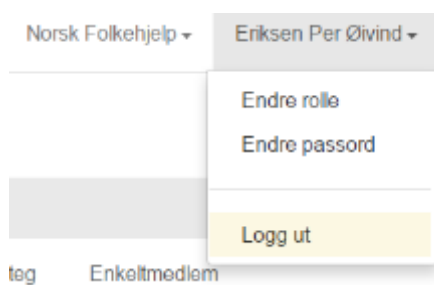 Norsk Folkehjelp Eriksen Per Øivind
Endre rolle
Endre passord
Logg ut
teg Enkeltmedlem